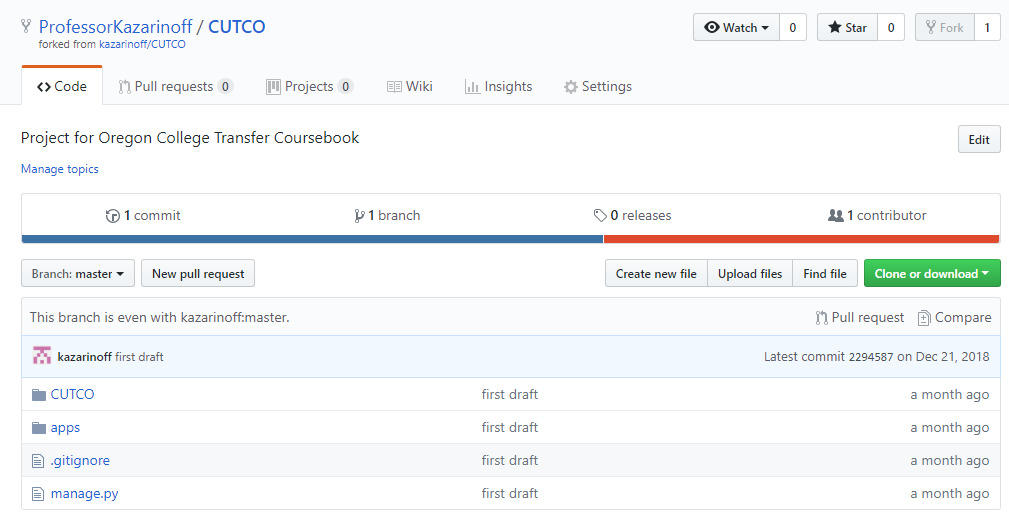 ProfessorKazarinoff / CUTCO
forked from kazarinoff/CUTCO
Watch 0 Star 0 Fork 1
Code Pull requests 0 Projects 0 Wiki Insights Settings
Project for Oregon College Transfer Coursebook Edit
Manage topics
1 commit 1 branch 0 releases 1 contributor
Branch: master New pull request Create new file Upload files Find file Clone or download
This branch is even with kazarinoff:master. Pull request Compare
kazarinoff first draft Latest commit 2294587 on Dec 21, 2018
CUTCO first draft a month ago
apps first draft a month ago
.gitignore first draft a month ago
manage.py first draft a month ago